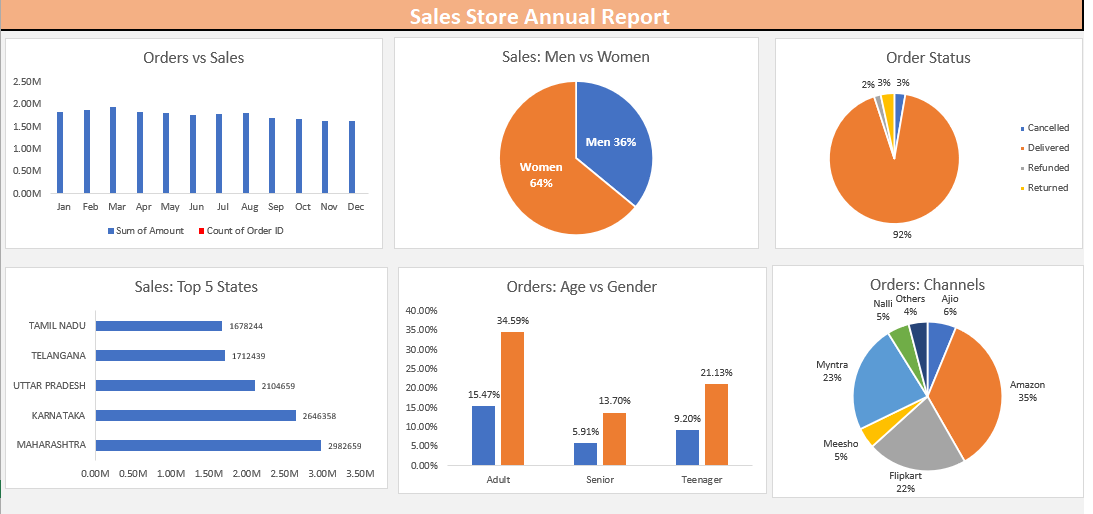 Sales Store Annual Report
Orders vs Sales
2.50M
2.00M
1.50M
1.00M
0.50M
0.00M
Jan Feb Mar Apr May Jun Jul Aug Sep Oct Nov Dec
Sum of Amount Count of Order ID
Sales: Men vs Women
Men 36%
Women
64%
Order Status
2% 3% 3%
92%
Cancelled
Delivered
Refunded
Returned
Sales: Top 5 States
TAMIL NADU 1678244
TELANGANA 1712439
UTTAR PRADESH 2104659
KARNATAKA 2646358
MAHARASHTRA 2982659
0.00M 0.50M 1.00M 1.50M 2.00M 2.50M 3.00M 3.50M
Orders: Age vs Gender
40.00%
35.00%
30.00%
25.00%
20.00%
15.00%
10.00%
5.00%
0.00%
15.47% 34.59%
5.91% 13.70%
9.20% 21.13%
Adult Senior Teenager
Orders: Channels
Ajio
6%
Amazon
35%
Flipkart
22%
Meesho
5%
Myntra
23%
Nalli
5%
Others
4%